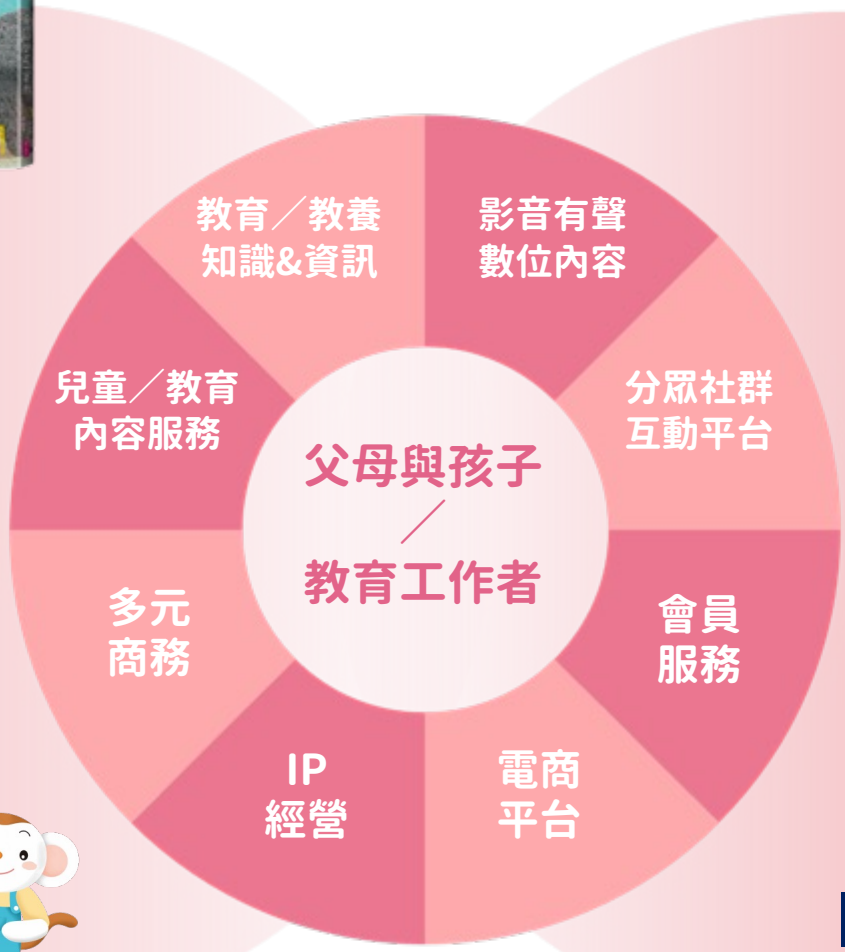 教育／教養
知識&資訊
影音有聲
數位內容
兒童／教育
內容服務
分眾社群
互動平台
父母與孩子
／
教育工作者
多元
商務
會員
服務
IP
經營
電商
平台